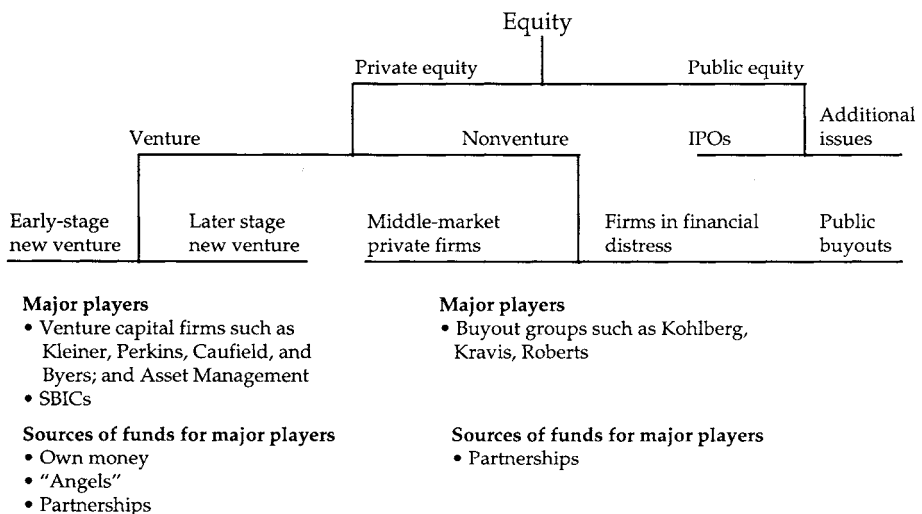 Equity
Private equity
Public equity
Venture
Nonventure
IPOs
Additional
issues
Early-stage
new venture
Later stage
new venture
Middle-market
private firms
Firms in financial
distress
Public
buyouts
Major players
• Venture capital firms such as
Kleiner, Perkins, Caufield, and
Byers; and Asset Management
• SBICs
Sources of funds for major players
• Own money
• "Angels"
• Partnerships
Major players
• Buyout groups such as Kohlberg,
Kravis, Roberts
Sources of funds for major players
• Partnerships